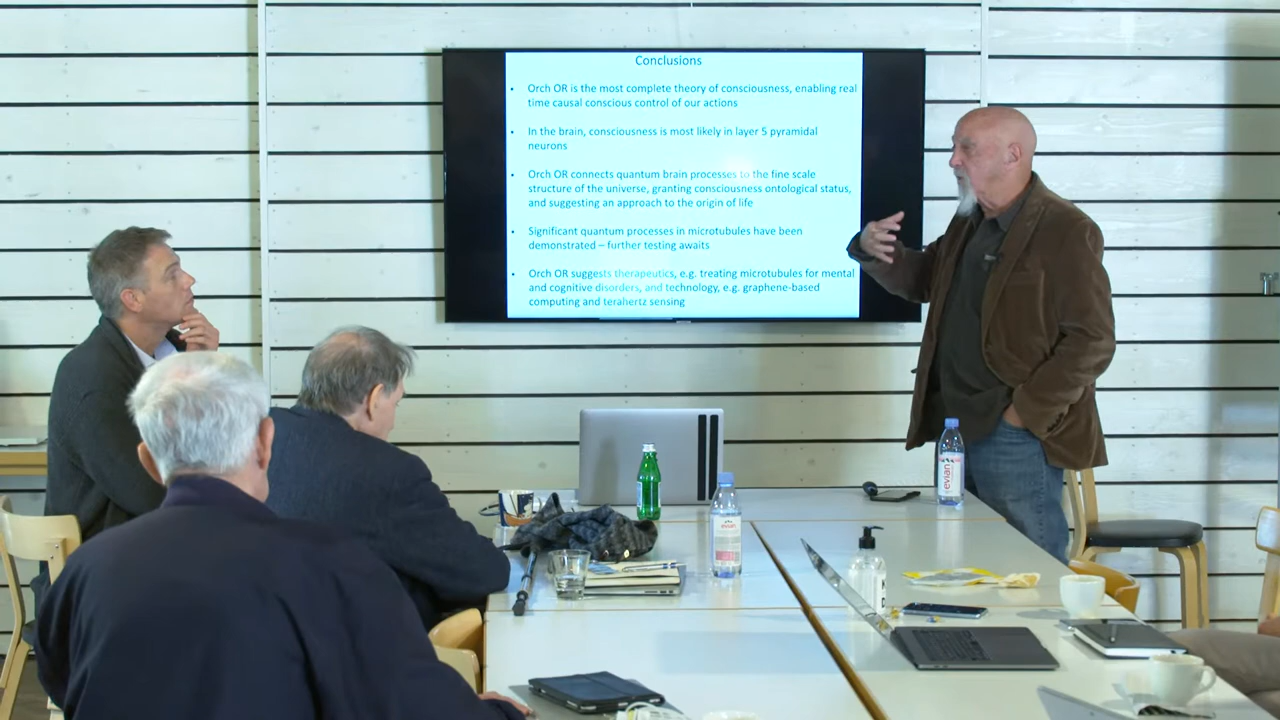 Conclusions
• Orch OR is the most complete theory of consciousness, enabling real
time causal conscious control of our actions
• In the brain, consciousness is most likely in layer 5 pyramidal
neurons
• Orch OR connects quantum brain processes to the fine scale
structure of the universe, granting consciousness ontological status,
and suggesting an approach to the origin of life
• Significant quantum processes in microtubules have been
demonstrated – further testing awaits
• Orch OR suggests therapeutics, e.g. treating microtubules for mental
and cognitive disorders, and technology, e.g. graphene-based
computing and terahertz sensing
evian
evian